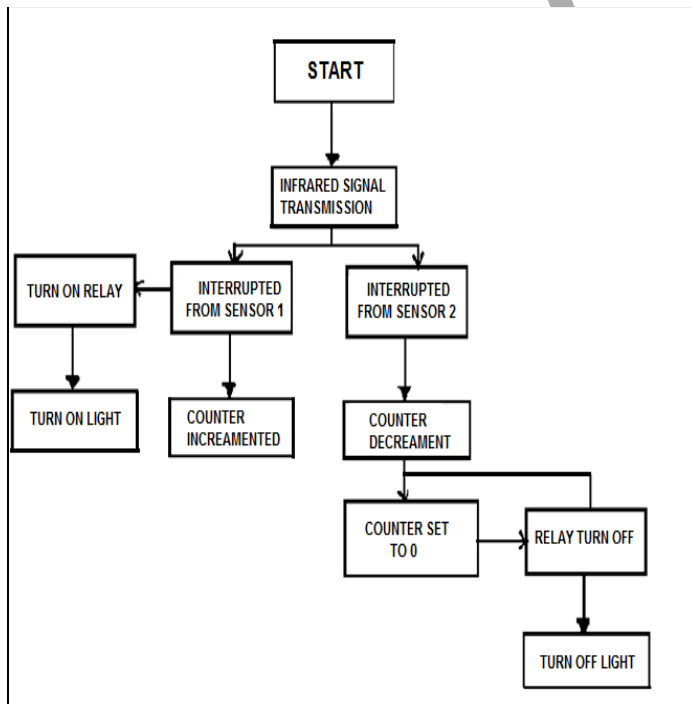 START
INFRARED SIGNAL
TRANSMISSION
TURN ON RELAY
INTERRUPTED
FROM SENSOR 1
INTERRUPTED
FROM SENSOR 2
TURN ON LIGHT
COUNTER
INCREAMENTED
COUNTER
DECREAMENT
COUNTER SET
TO 0
RELAY TURN OFF
TURN OFF LIGHT